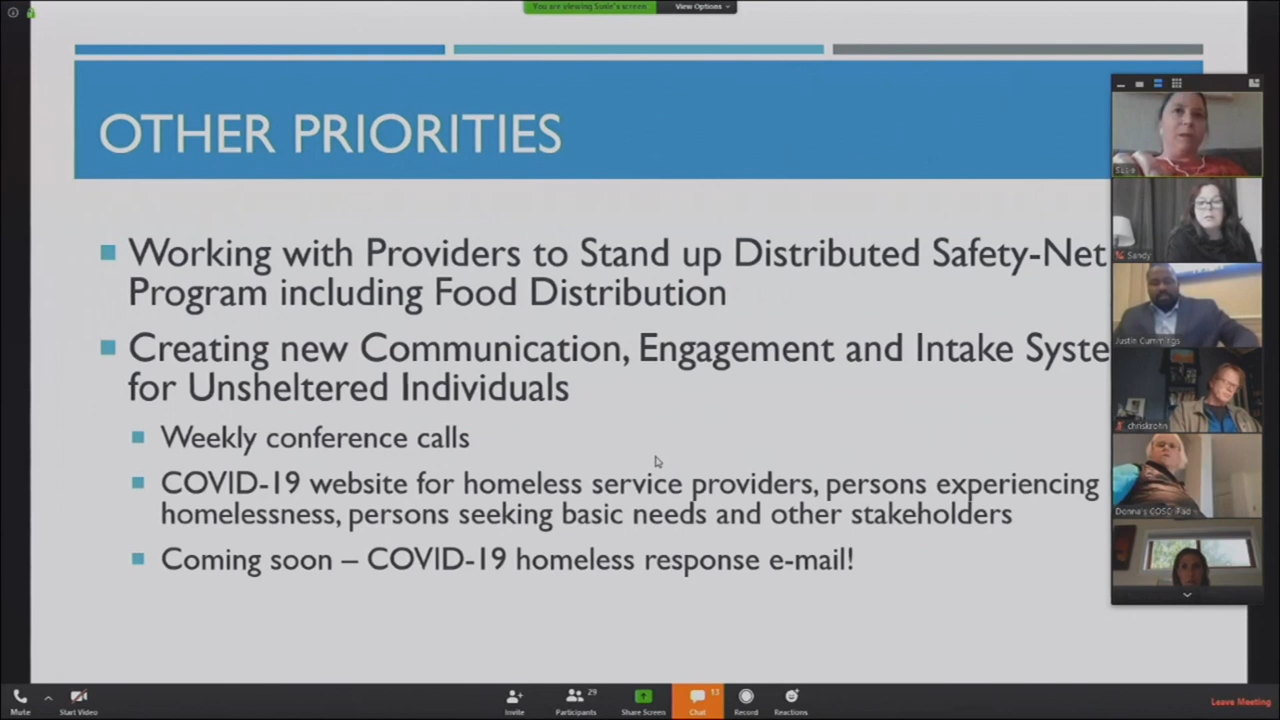 You are viewing Susie's screen View Options
OTHER PRIORITIES
Working with Providers to Stand up Distributed Safety-Net
Program including Food Distribution
Creating new Communication, Engagement and Intake Syste
for Unsheltered Individuals
Weekly conference calls
COVID-19 website for homeless service providers, persons experiencing
homelessness, persons seeking basic needs and other stakeholders
Coming soon – COVID-19 homeless response e-mail!
Sandy
Justin Cummings
chriskrohn
Donna's COSC iPad
Mute
Start Video
Invite
Participants 29
Share Screen
Chat 13
Record
Reactions
Leave Meeting